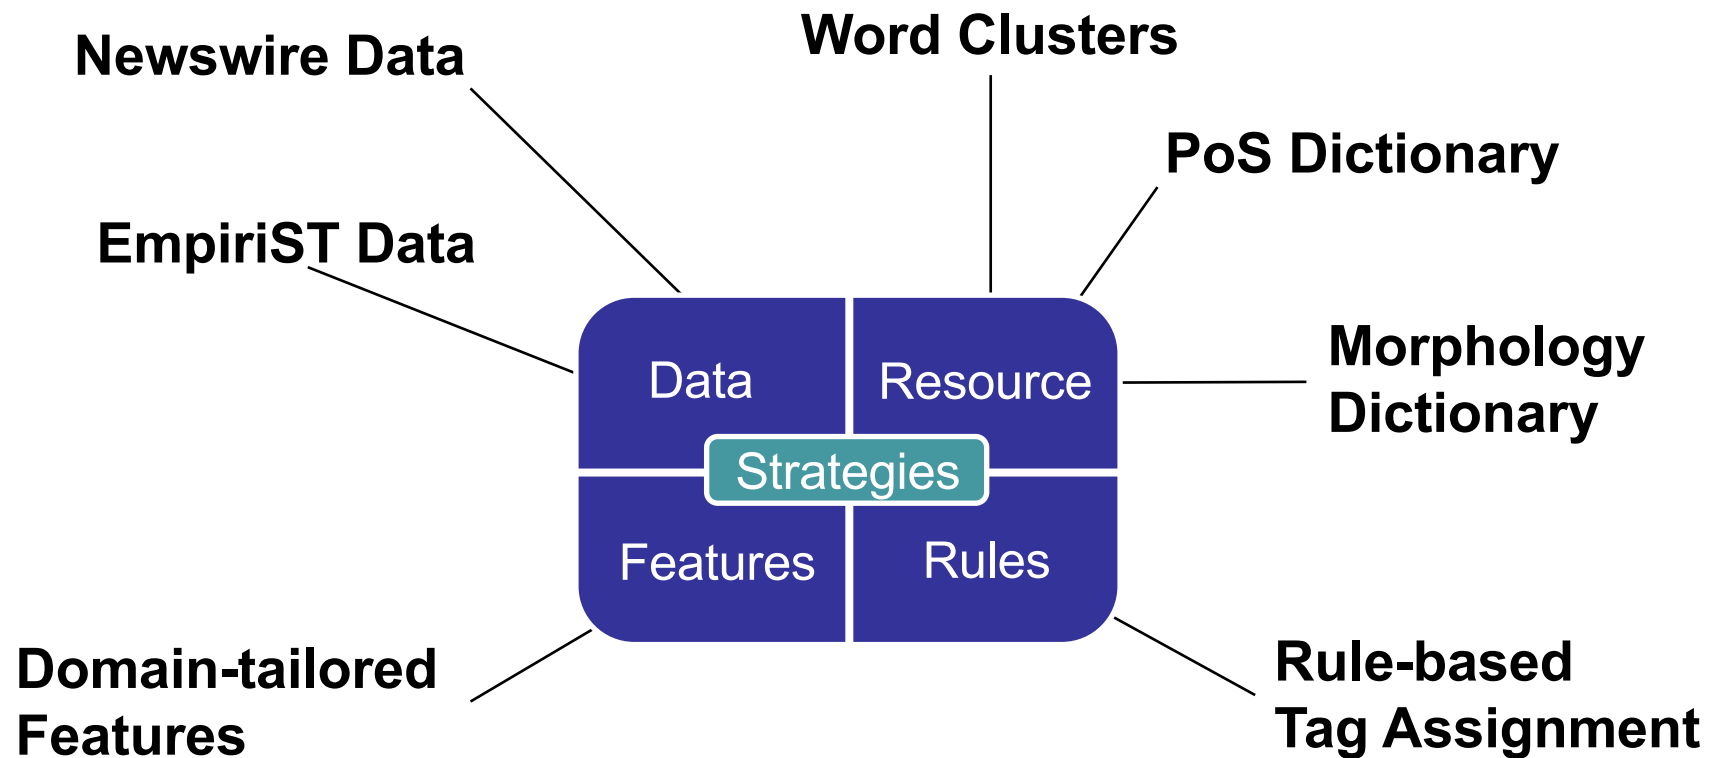 Word Clusters
Newswire Data
PoS Dictionary
EmpiriST Data
Morphology
Dictionary
Data
Resource
Strategies
Features
Rules
Domain-tailored
Features
Rule-based
Tag Assignment